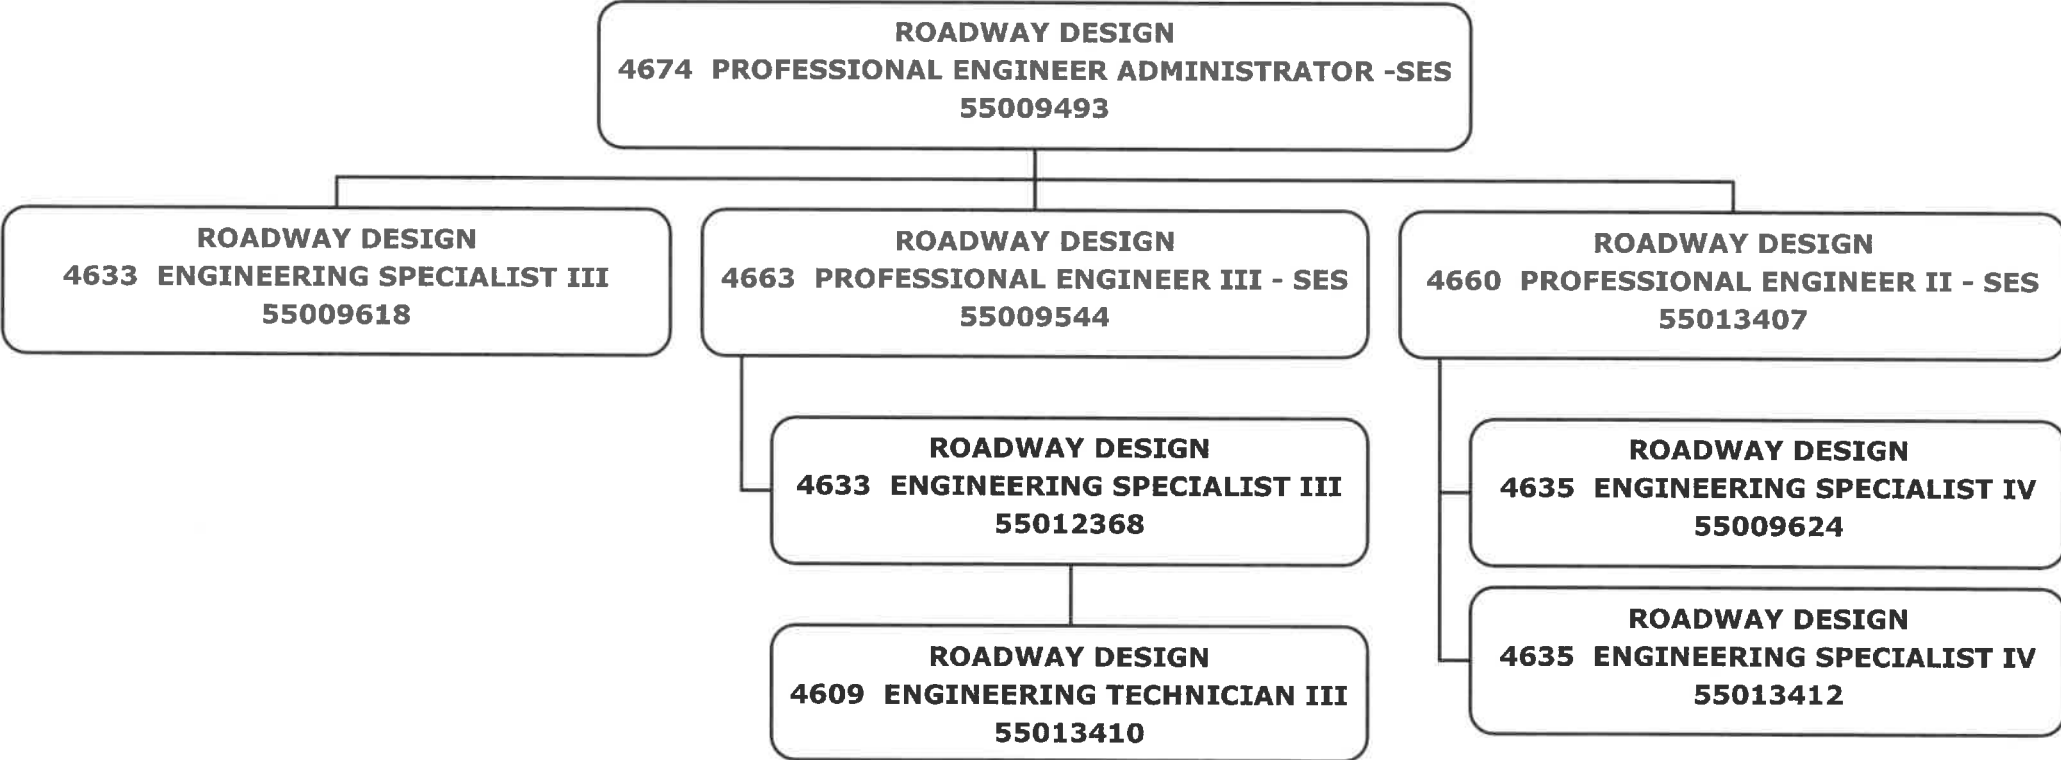 ROADWAY DESIGN
4674 PROFESSIONAL ENGINEER ADMINISTRATOR -SES
55009493
ROADWAY DESIGN
4633 ENGINEERING SPECIALIST III
55009618
ROADWAY DESIGN
4663 PROFESSIONAL ENGINEER III - SES
55009544
ROADWAY DESIGN
4660 PROFESSIONAL ENGINEER II - SES
55013407
ROADWAY DESIGN
4633 ENGINEERING SPECIALIST III
55012368
ROADWAY DESIGN
4609 ENGINEERING TECHNICIAN III
55013410
ROADWAY DESIGN
4635 ENGINEERING SPECIALIST IV
55009624
ROADWAY DESIGN
4635 ENGINEERING SPECIALIST IV
55013412